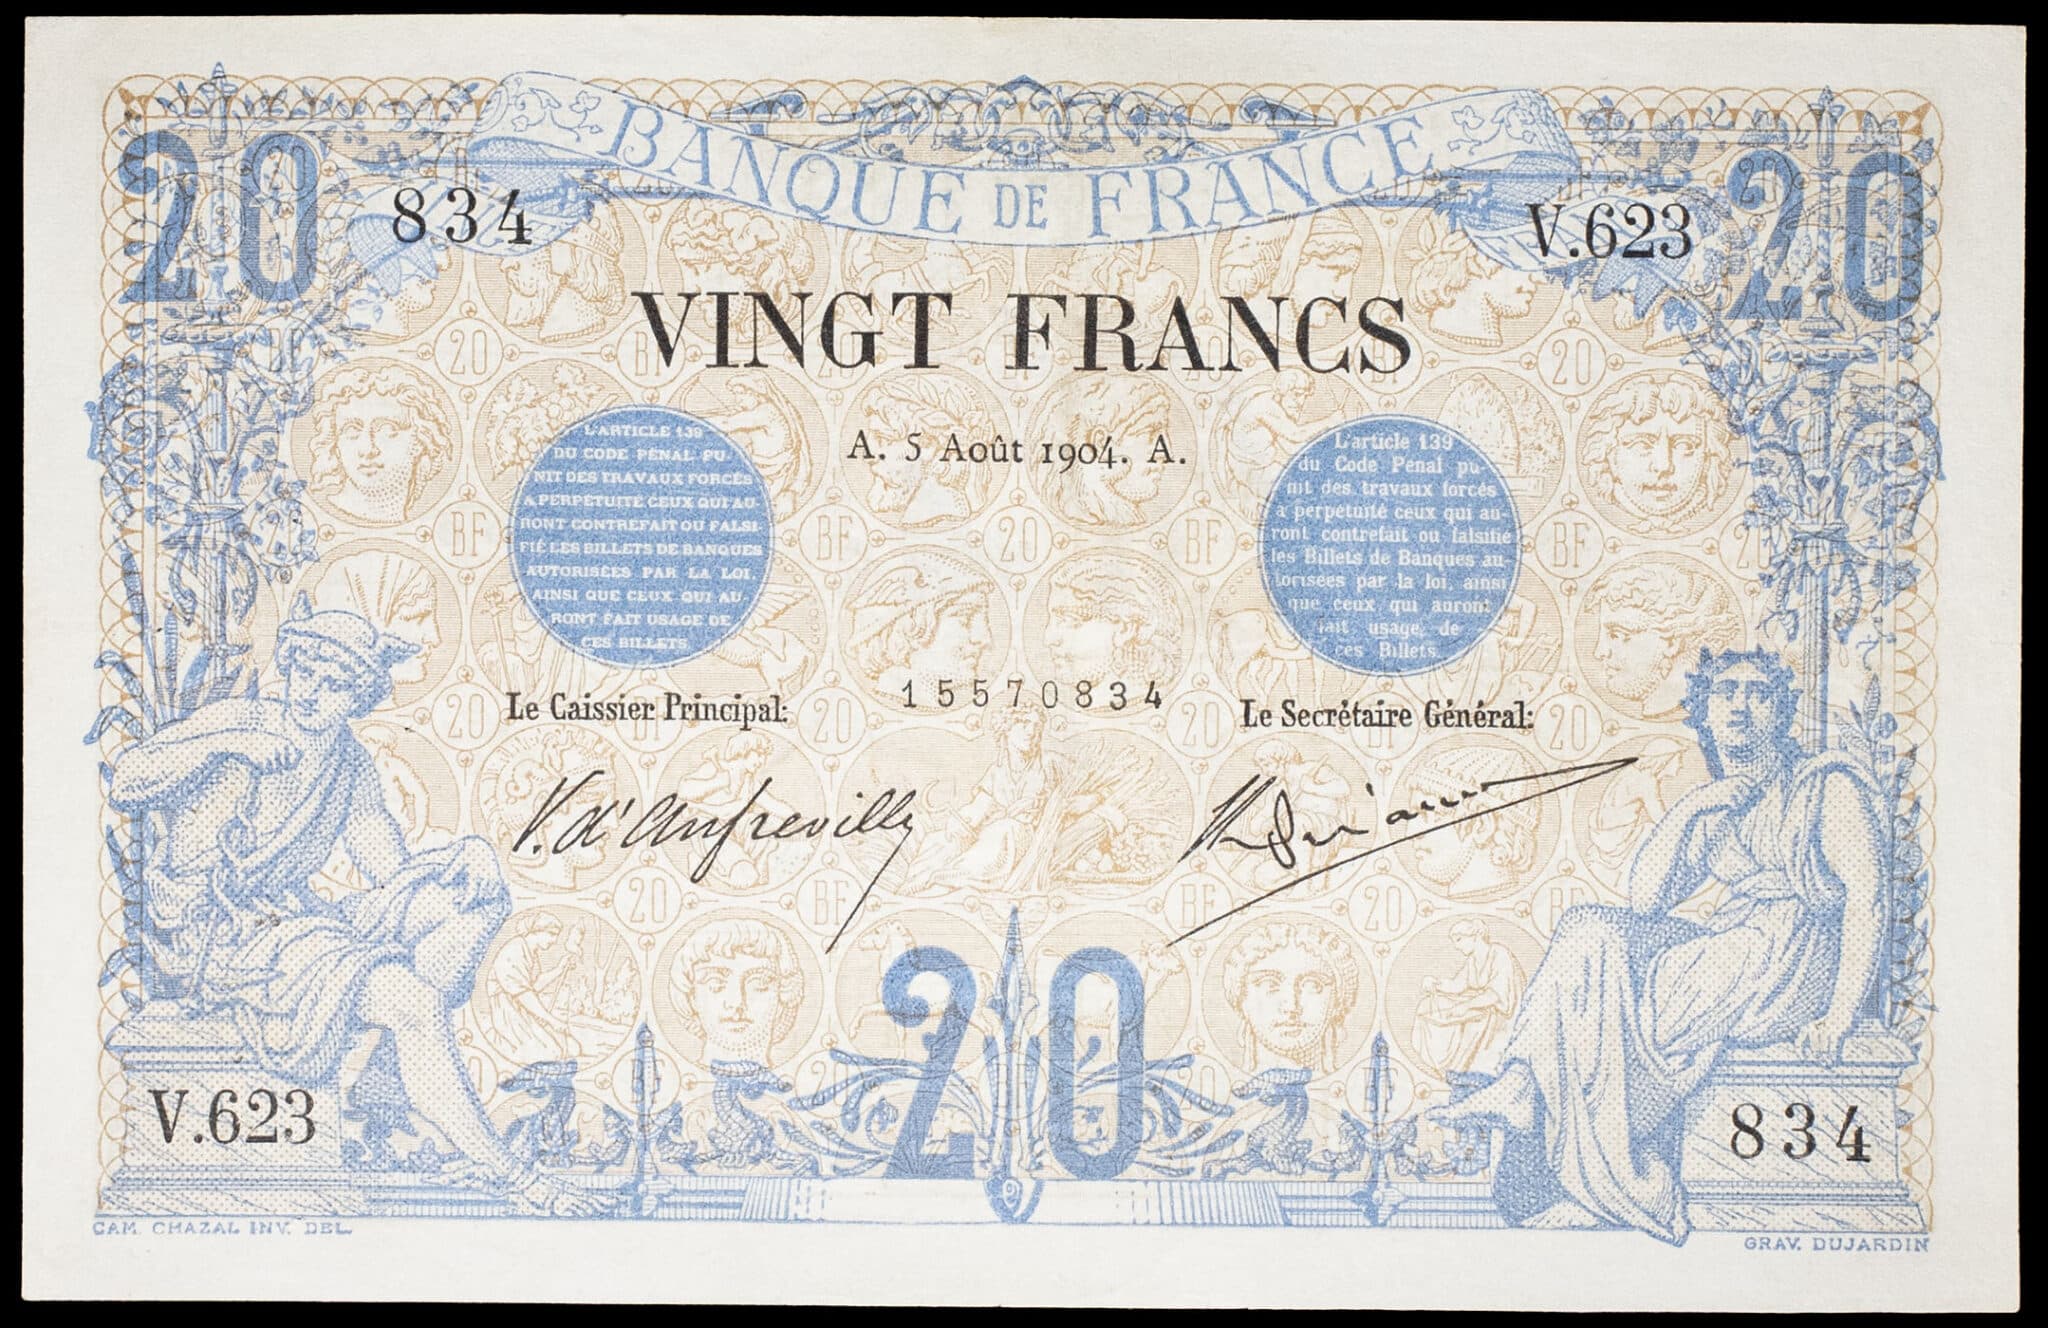 BANQUE DE FRANCE
20
20
834
V.623
VINGT FRANCS
A. 5 Août 1904. A.
L'ARTICLE 139
DU CODE PÉNAL PU-
NIT DES TRAVAUX FORCÉS
A PERPÉTUITÉ CEUX QUI AU-
RONT CONTREFAIT OU FALSI-
FIÉ LES BILLETS DE BANQUES
AUTORISÉES PAR LA LOI,
AINSI QUE CEUX QUI AU-
RONT FAIT USAGE DE
CES BILLETS.
L'article 139
du Code Pénal pu-
nit des travaux forcés
à perpétuité ceux qui au-
ront contrefait ou falsifié
les Billets de Banques au-
torisées par la loi, ainsi
que ceux qui auront
fait usage de
ces Billets.
Le Caissier Principal:
15570834
Le Secrétaire Général:
V. d'Anfreville
20
V.623
834
CAM. CHAZAL INV. DEL.
GRAV. DUJARDIN